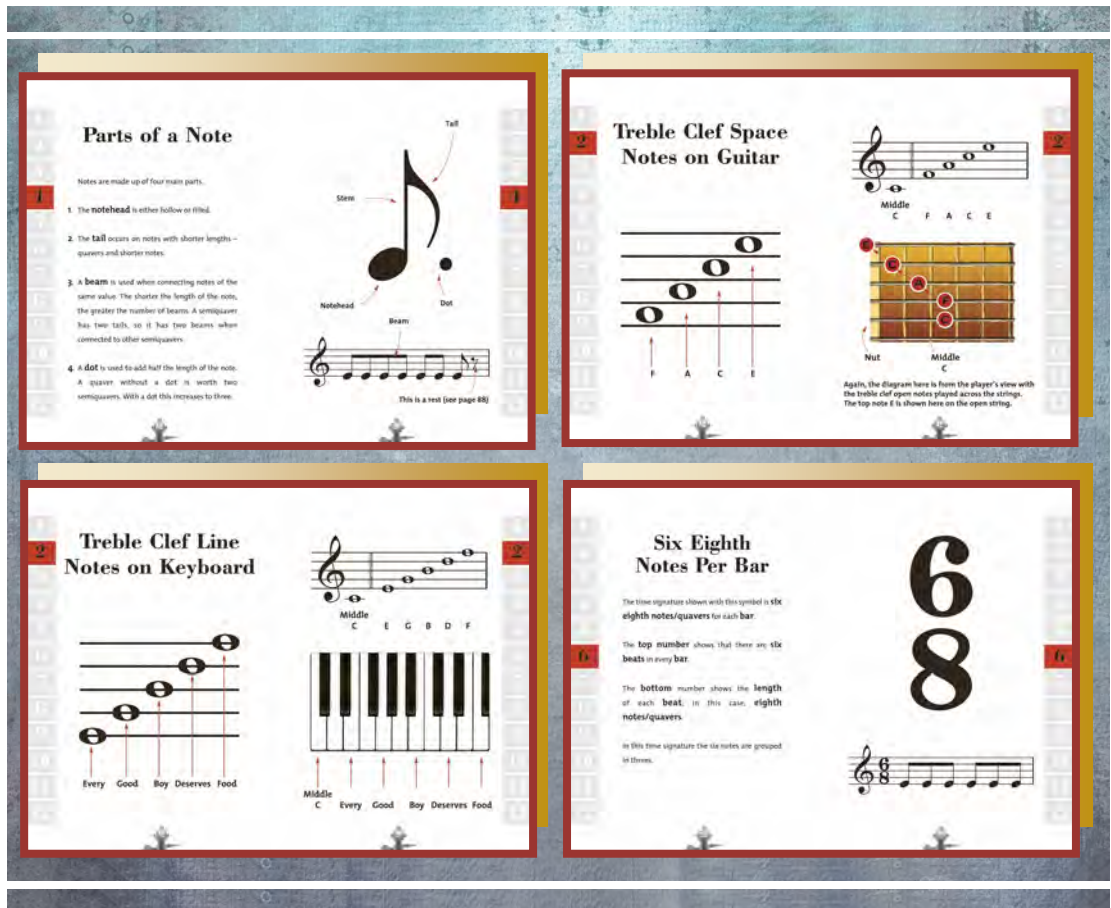 Parts of a Note
1
Notes are made up of four main parts.
1. The notehead is either hollow or filled.
2. The tail occurs on notes with shorter lengths –
quavers and shorter notes.
3. A beam is used when connecting notes of the
same value. The shorter the length of the note,
the greater the number of beams. A semiquaver
has two tails, so it has two beams when
connected to other semiquavers.
4. A dot is used to add half the length of the note.
A quaver without a dot is worth two
semiquavers. With a dot this increases to three.
Tail
Stem
1
Notehead
Dot
Beam
This is a rest (see page 88)
2
Treble Clef Space
Notes on Guitar
F A C E
2
Middle
C F A C E
E
C
A
F
C
Nut
Middle
C
Again, the diagram here is from the player's view with
the treble clef open notes played across the strings.
The top note E is shown here on the open string.
2
Treble Clef Line
Notes on Keyboard
Every Good Boy Deserves Food
2
Middle
C E G B D F
Middle
C Every Good Boy Deserves Food
Six Eighth
Notes Per Bar
The time signature shown with this symbol is six
eighth notes/quavers for each bar.
6
The top number shows that there are six
beats in every bar.
The bottom number shows the length
of each beat, in this case, eighth
notes/quavers.
In this time signature the six notes are grouped
in threes.
6
8
6
6
8